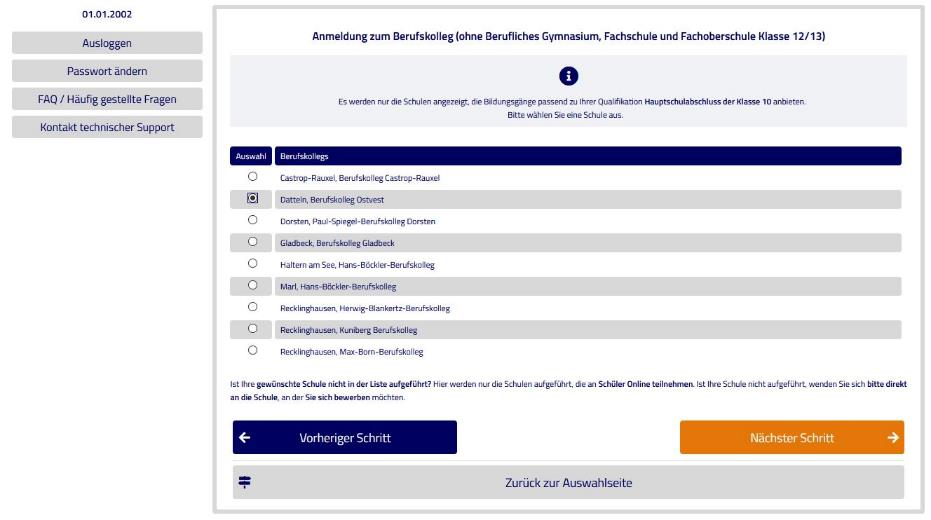 01.01.2002
Ausloggen
Passwort ändern
FAQ / Häufig gestellte Fragen
Kontakt technischer Support
Anmeldung zum Berufskolleg (ohne Berufliches Gymnasium, Fachschule und Fachoberschule Klasse 12/13)
Es werden nur die Schulen angezeigt, die Bildungsgänge passend zu Ihrer Qualifikation Hauptschulabschluss der Klasse 10 anbieten.
Bitte wählen Sie eine Schule aus.
Auswahl Berufskollegs
Castrop-Rauxel, Berufskolleg Castrop-Rauxel
Datteln, Berufskolleg Ostvest
Dorsten, Paul-Spiegel-Berufskolleg Dorsten
Gladbeck, Berufskolleg Gladbeck
Haltern am See, Hans-Böckler-Berufskolleg
Marl, Hans-Böckler-Berufskolleg
Recklinghausen, Herwig-Blankertz-Berufskolleg
Recklinghausen, Kuniberg Berufskolleg
Recklinghausen, Max-Born-Berufskolleg
Ist Ihre gewünschte Schule nicht in der Liste aufgeführt? Hier werden nur die Schulen aufgeführt, die an Schüler Online teilnehmen. Ist Ihre Schule nicht aufgeführt, wenden Sie sich bitte direkt
an die Schule, an der Sie sich bewerben möchten.
Vorheriger Schritt
Nächster Schritt
Zurück zur Auswahlseite